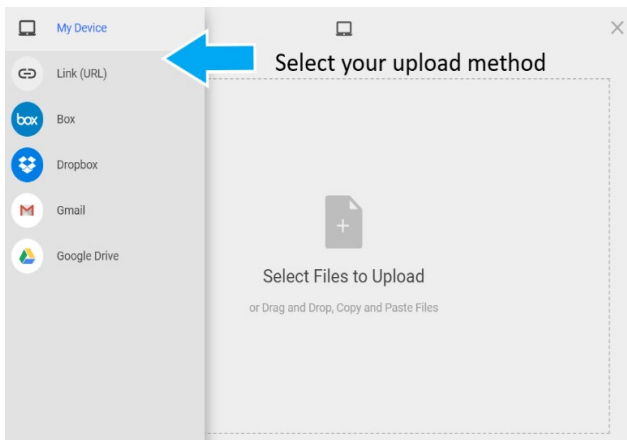 My Device
Select your upload method
Link (URL)
box
Box
Dropbox
Gmail
Google Drive
Select Files to Upload
or Drag and Drop, Copy and Paste Files